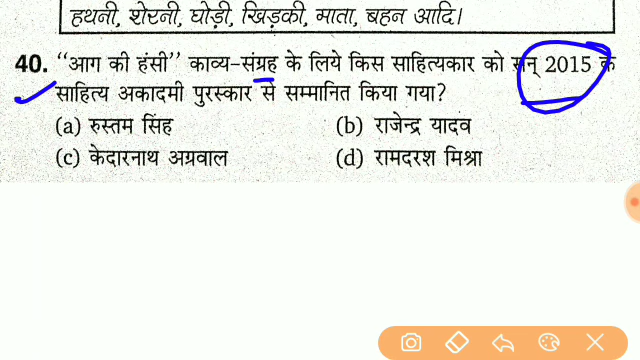 हथनी, शेरनी, घोड़ी, खिड़की, माता, बहन आदि।
40. ‘‘आग की हंसी’’ काव्य-संग्रह के लिये किस साहित्यकार को सन् 2015 के
साहित्य अकादमी पुरस्कार से सम्मानित किया गया?
(a) रुस्तम सिंह (b) राजेन्द्र यादव
(c) केदारनाथ अग्रवाल (d) रामदरश मिश्रा